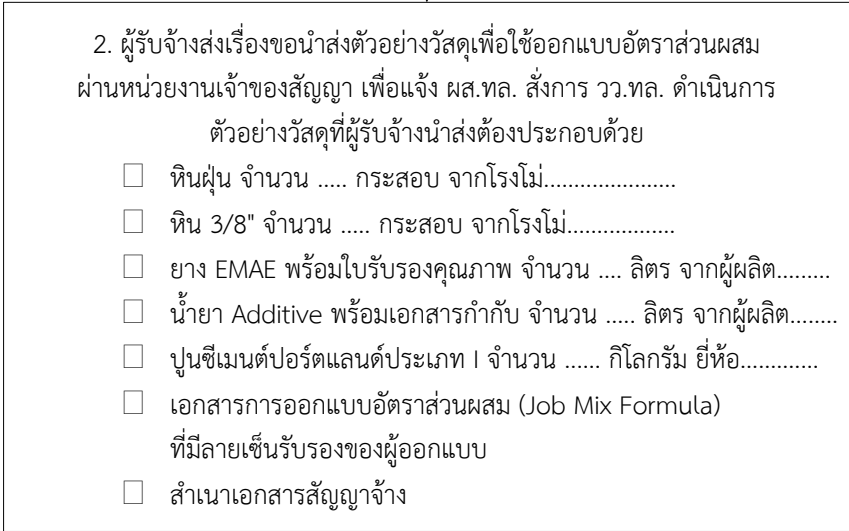 2. ผู้รับจ้างส่งเรื่องขอนำส่งตัวอย่างวัสดุเพื่อใช้ออกแบบอัตราส่วนผสม
ผ่านหน่วยงานเจ้าของสัญญา เพื่อแจ้ง ผส.ทล. สั่งการ วว.ทล. ดำเนินการ
ตัวอย่างวัสดุที่ผู้รับจ้างนำส่งต้องประกอบด้วย
☐ หินฝุ่น จำนวน ..... กระสอบ จากโรงโม่......................
☐ หิน 3/8" จำนวน ..... กระสอบ จากโรงโม่..................
☐ ยาง EMAE พร้อมใบรับรองคุณภาพ จำนวน .... ลิตร จากผู้ผลิต.........
☐ น้ำยา Additive พร้อมเอกสารกำกับ จำนวน ..... ลิตร จากผู้ผลิต........
☐ ปูนซีเมนต์ปอร์ตแลนด์ประเภท I จำนวน ...... กิโลกรัม ยี่ห้อ.............
☐ เอกสารการออกแบบอัตราส่วนผสม (Job Mix Formula)
ที่มีลายเซ็นรับรองของผู้ออกแบบ
☐ สำเนาเอกสารสัญญาจ้าง